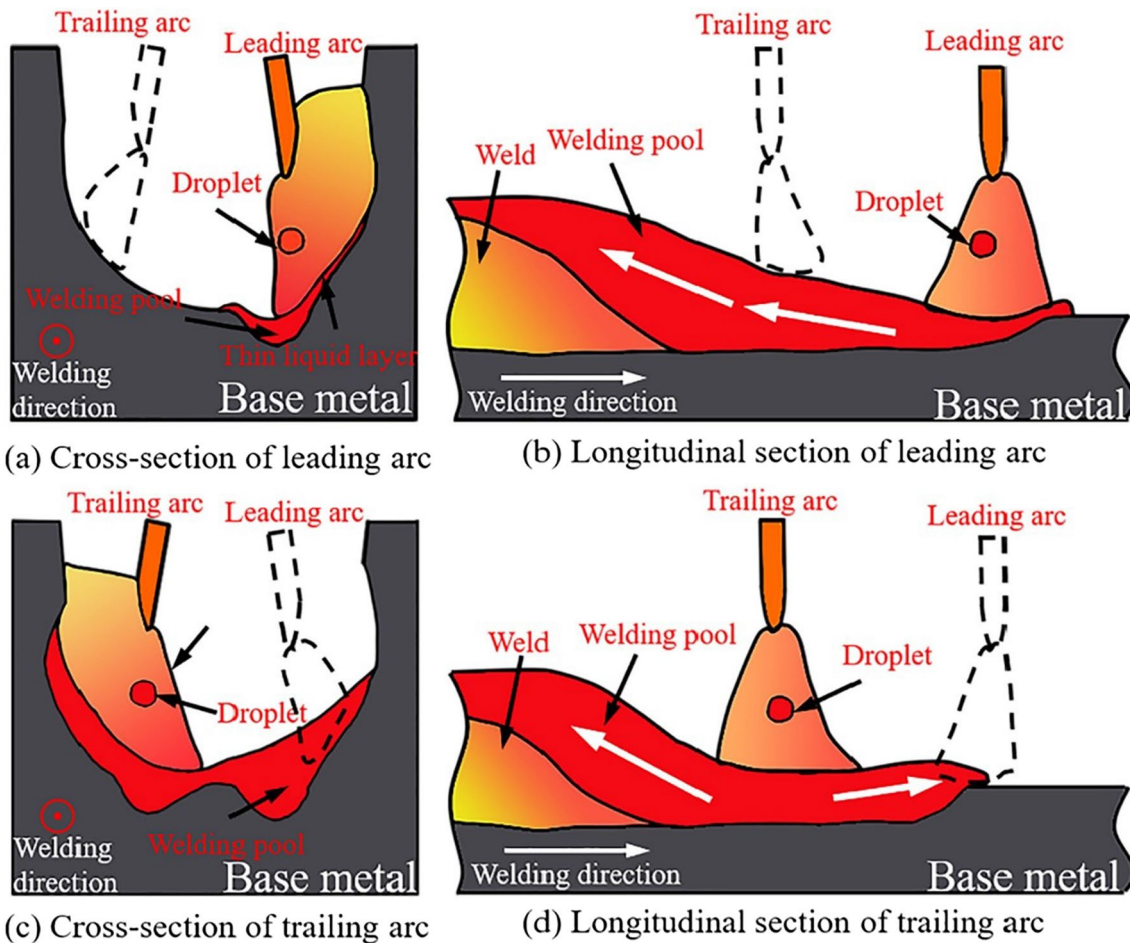 Trailing arc
Leading arc
Droplet
Welding pool
Thin liquid layer
Welding
direction
Base metal
(a) Cross-section of leading arc
Trailing arc
Leading arc
Welding pool
Weld
Droplet
Welding direction
Base metal
(b) Longitudinal section of leading arc
Trailing arc
Leading arc
Droplet
Welding pool
Welding
direction
Base metal
(c) Cross-section of trailing arc
Trailing arc
Leading arc
Welding pool
Weld
Droplet
Welding direction
Base metal
(d) Longitudinal section of trailing arc